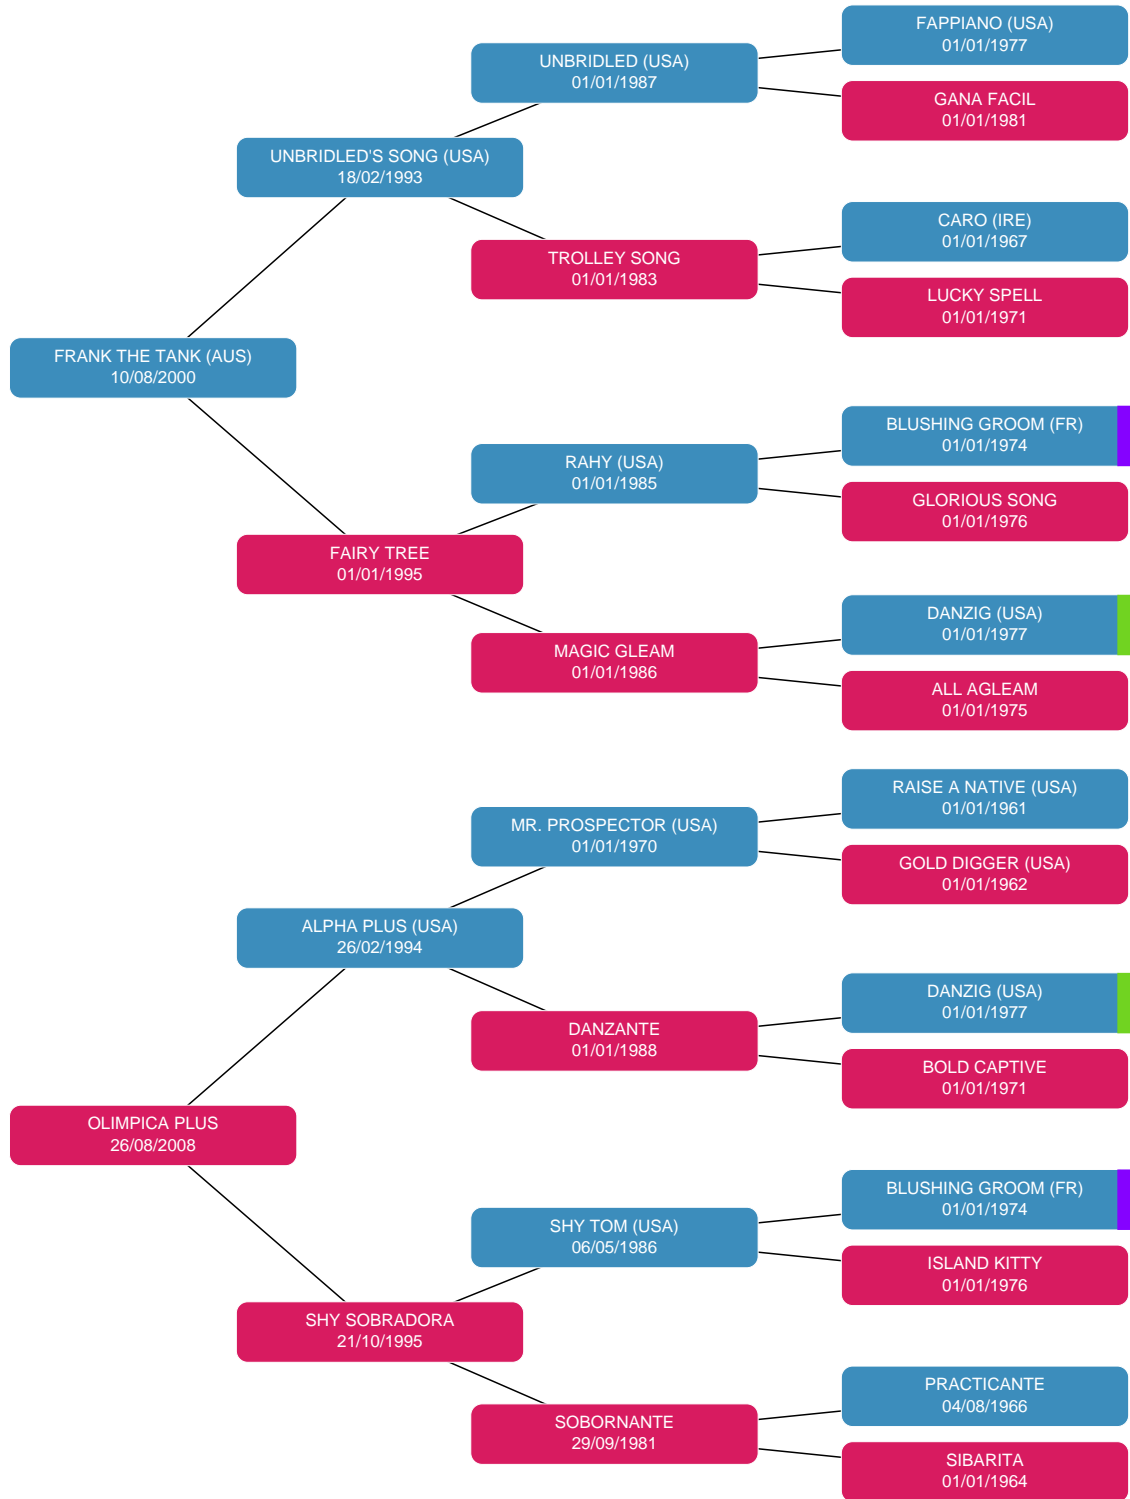 FAPPIANO (USA)
01/01/1977
UNBRIDLED (USA)
01/01/1987
GANA FACIL
01/01/1981
UNBRIDLED'S SONG (USA)
18/02/1993
CARO (IRE)
01/01/1967
TROLLEY SONG
01/01/1983
LUCKY SPELL
01/01/1971
FRANK THE TANK (AUS)
10/08/2000
BLUSHING GROOM (FR)
01/01/1974
RAHY (USA)
01/01/1985
GLORIOUS SONG
01/01/1976
FAIRY TREE
01/01/1995
DANZIG (USA)
01/01/1977
MAGIC GLEAM
01/01/1986
ALL AGLEAM
01/01/1975
RAISE A NATIVE (USA)
01/01/1961
MR. PROSPECTOR (USA)
01/01/1970
GOLD DIGGER (USA)
01/01/1962
ALPHA PLUS (USA)
26/02/1994
DANZIG (USA)
01/01/1977
DANZANTE
01/01/1988
BOLD CAPTIVE
01/01/1971
OLIMPICA PLUS
26/08/2008
BLUSHING GROOM (FR)
01/01/1974
SHY TOM (USA)
06/05/1986
ISLAND KITTY
01/01/1976
SHY SOBRADORA
21/10/1995
PRACTICANTE
04/08/1966
SOBORNANTE
29/09/1981
SIBARITA
01/01/1964